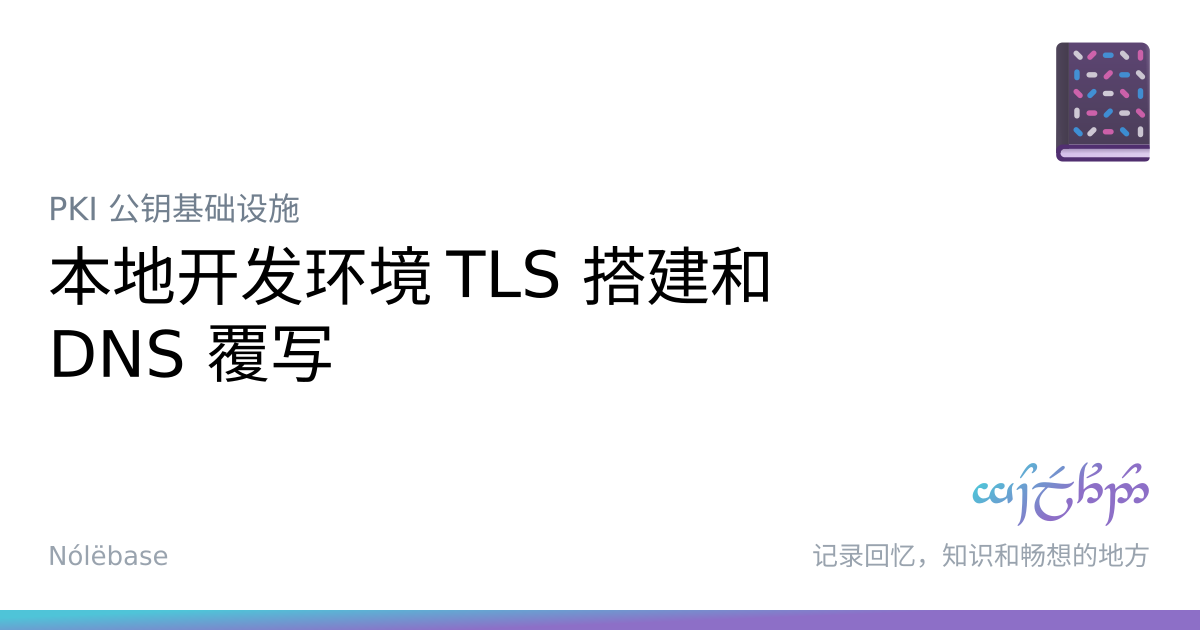 PKI 公钥基础设施
本地开发环境 TLS 搭建和
DNS 覆写
Nólëbase
记录回忆，知识和畅想的地方